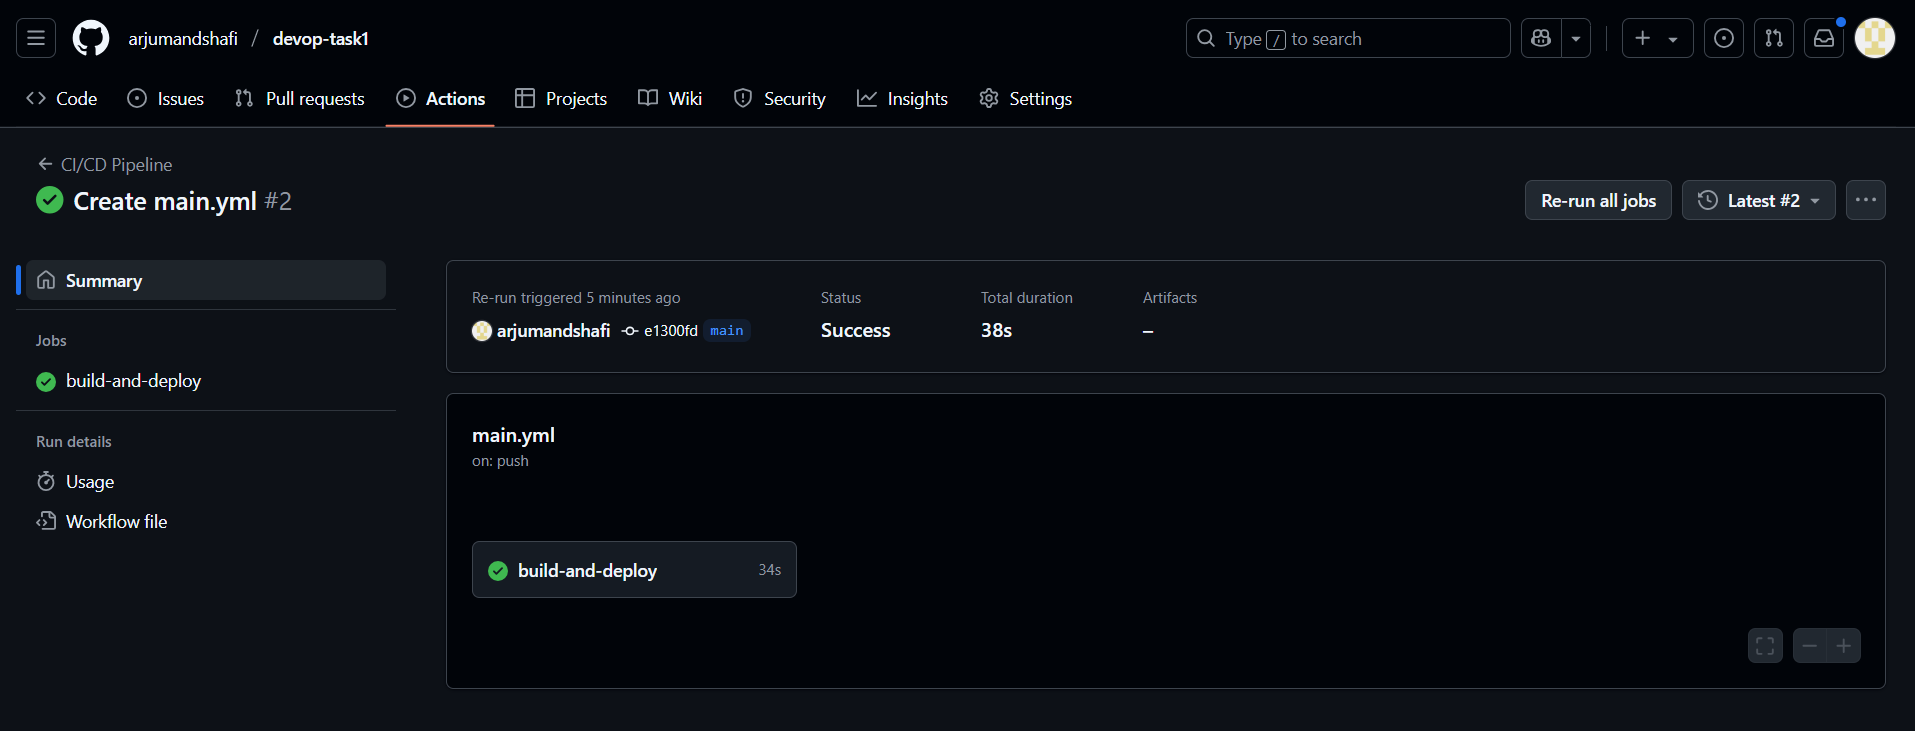 arjumandshafi / devop-task1
Type / to search
Code Issues Pull requests Actions Projects Wiki Security Insights Settings
CI/CD Pipeline
Create main.yml #2
Re-run all jobs
Latest #2
Summary
Jobs
build-and-deploy
Run details
Usage
Workflow file
Re-run triggered 5 minutes ago
arjumandshafi e1300fd main
Status
Success
Total duration
38s
Artifacts
–
main.yml
on: push
build-and-deploy 34s